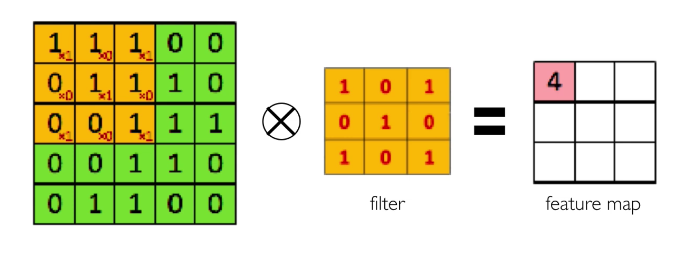 1×1 1×0 1×1 0 0
0×0 1×1 1×0 1 0
0×1 0×0 1×1 1 1
0 0 1 1 0
0 1 1 0 0
1 0 1
0 1 0
1 0 1
4
filter
feature map